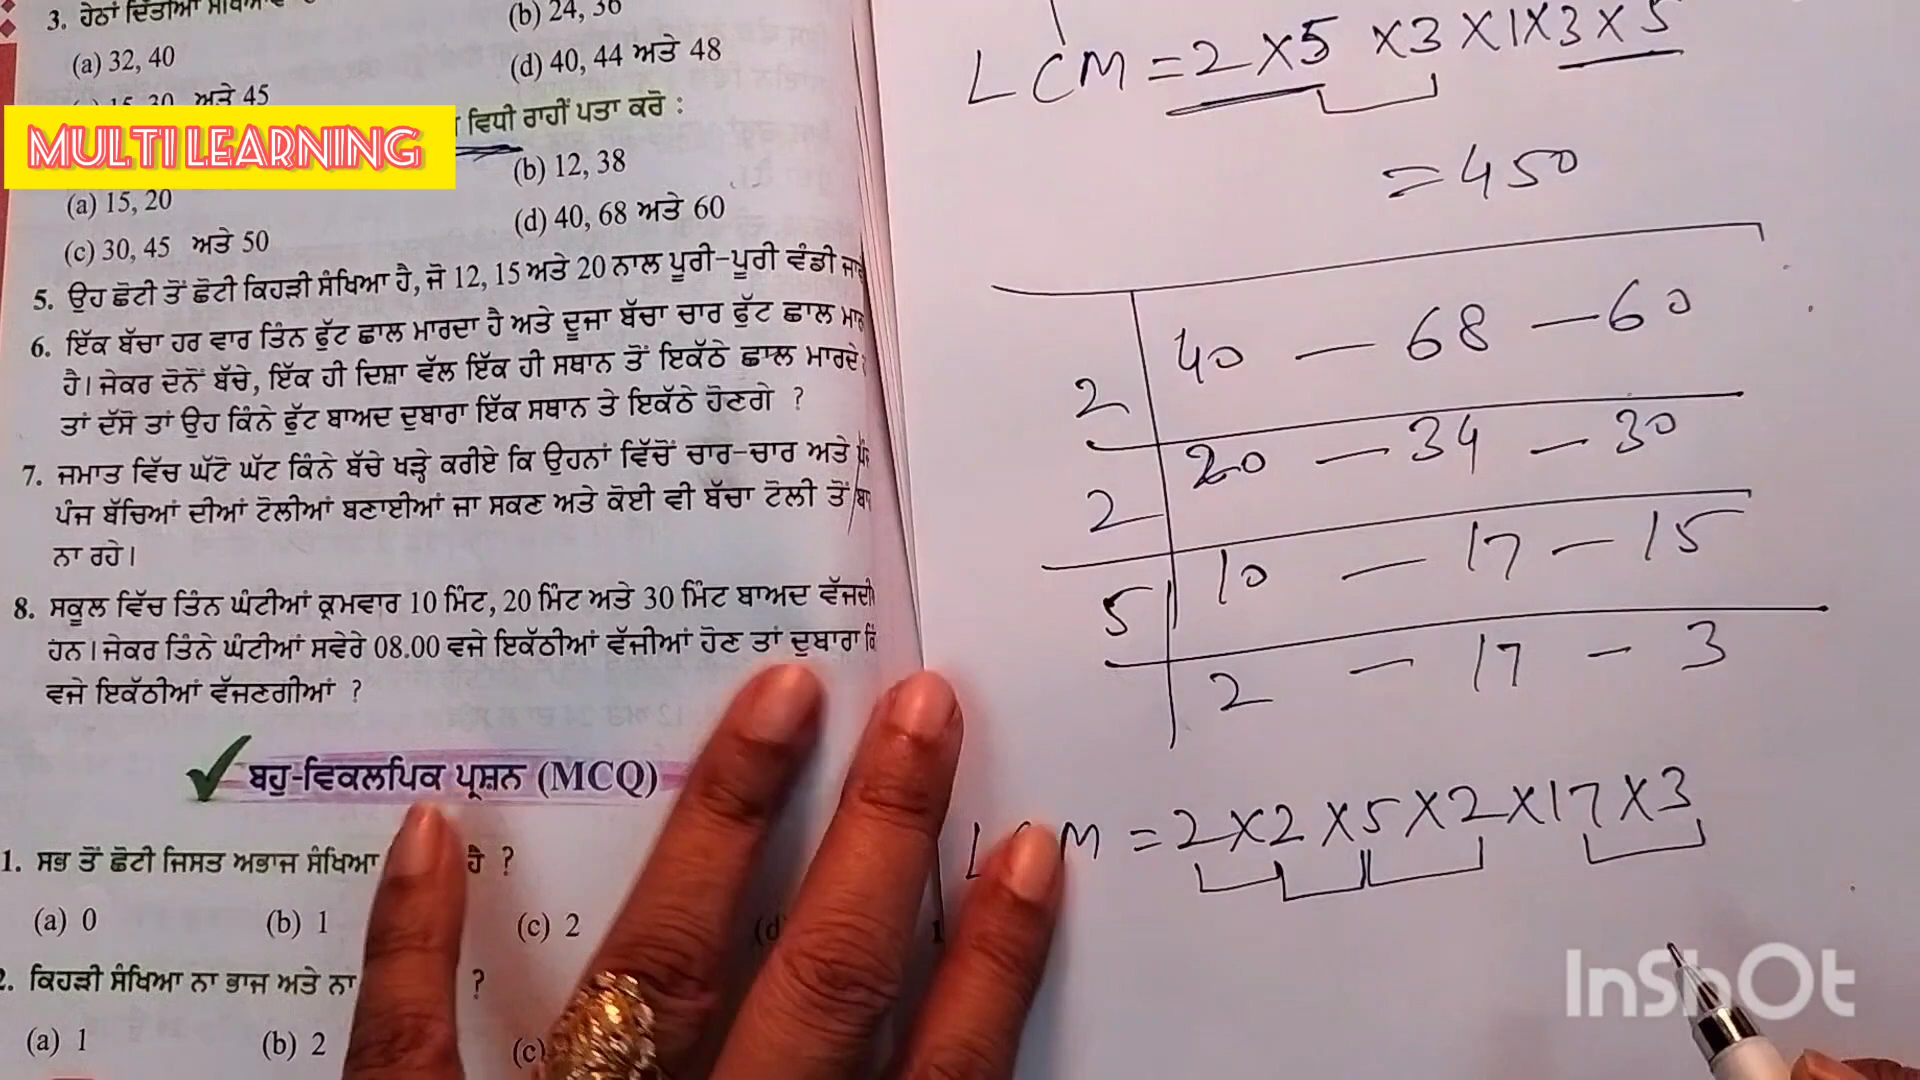 3. ਹੇਠਾਂ ਦਿੱਤੀਆਂ
(b) 24, 36
(a) 32, 40
(d) 40, 44 ਅਤੇ 48
15, 30 ਅਤੇ 45
ਵਿਧੀ ਰਾਹੀਂ ਪਤਾ ਕਰੋ :
MULTI LEARNING
(b) 12, 38
(a) 15, 20
(d) 40, 68 ਅਤੇ 60
(c) 30, 45 ਅਤੇ 50
5. ਉਹ ਛੋਟੀ ਤੋਂ ਛੋਟੀ ਕਿਹੜੀ ਸੰਖਿਆ ਹੈ, ਜੋ 12, 15 ਅਤੇ 20 ਨਾਲ ਪੂਰੀ-ਪੂਰੀ ਵੰਡੀ
6. ਇੱਕ ਬੱਚਾ ਹਰ ਵਾਰ ਤਿੰਨ ਫੁੱਟ ਛਾਲ ਮਾਰਦਾ ਹੈ ਅਤੇ ਦੂਜਾ ਬੱਚਾ ਚਾਰ ਫੁੱਟ ਛਾਲ
ਹੈ। ਜੇਕਰ ਦੋਨੋਂ ਬੱਚੇ, ਇੱਕ ਹੀ ਦਿਸ਼ਾ ਵੱਲ ਇੱਕ ਹੀ ਸਥਾਨ ਤੋਂ ਇਕੱਠੇ ਛਾਲ ਮਾਰਦੇ
ਤਾਂ ਦੱਸੋ ਤਾਂ ਉਹ ਕਿੰਨੇ ਫੁੱਟ ਬਾਅਦ ਦੁਬਾਰਾ ਇੱਕ ਸਥਾਨ ਤੇ ਇਕੱਠੇ ਹੋਣਗੇ ?
7. ਜਮਾਤ ਵਿੱਚ ਘੱਟੋ ਘੱਟ ਕਿੰਨੇ ਬੱਚੇ ਖੜ੍ਹੇ ਕਰੀਏ ਕਿ ਉਹਨਾਂ ਵਿੱਚੋਂ ਚਾਰ-ਚਾਰ ਅਤੇ
ਪੰਜ ਬੱਚਿਆਂ ਦੀਆਂ ਟੋਲੀਆਂ ਬਣਾਈਆਂ ਜਾ ਸਕਣ ਅਤੇ ਕੋਈ ਵੀ ਬੱਚਾ ਟੋਲੀ ਤੋਂ
ਨਾ ਰਹੇ।
8. ਸਕੂਲ ਵਿੱਚ ਤਿੰਨ ਘੰਟੀਆਂ ਕ੍ਰਮਵਾਰ 10 ਮਿੰਟ, 20 ਮਿੰਟ ਅਤੇ 30 ਮਿੰਟ ਬਾਅਦ ਵੱਜਦੀ
ਹਨ। ਜੇਕਰ ਤਿੰਨੇ ਘੰਟੀਆਂ ਸਵੇਰੇ 08.00 ਵਜੇ ਇਕੱਠੀਆਂ ਵੱਜੀਆਂ ਹੋਣ ਤਾਂ ਦੁਬਾਰਾ
ਵਜੇ ਇਕੱਠੀਆਂ ਵੱਜਣਗੀਆਂ ?
ਬਹੁ-ਵਿਕਲਪਿਕ ਪ੍ਰਸ਼ਨ (MCQ)
1. ਸਭ ਤੋਂ ਛੋਟੀ ਜਿਸਤ ਅਭਾਜ ਸੰਖਿਆ ਹੈ ?
(a) 0 (b) 1 (c) 2
2. ਕਿਹੜੀ ਸੰਖਿਆ ਨਾ ਭਾਜ ਅਤੇ ਨਾ ?
(a) 1 (b) 2 (c)
LCM = 2 × 5 × 3 × 1 × 3 × 5
= 450
2 40 — 68 — 60
2 20 — 34 — 30
5 10 — 17 — 15
2 — 17 — 3
LCM = 2 × 2 × 5 × 2 × 17 × 3
InShOt